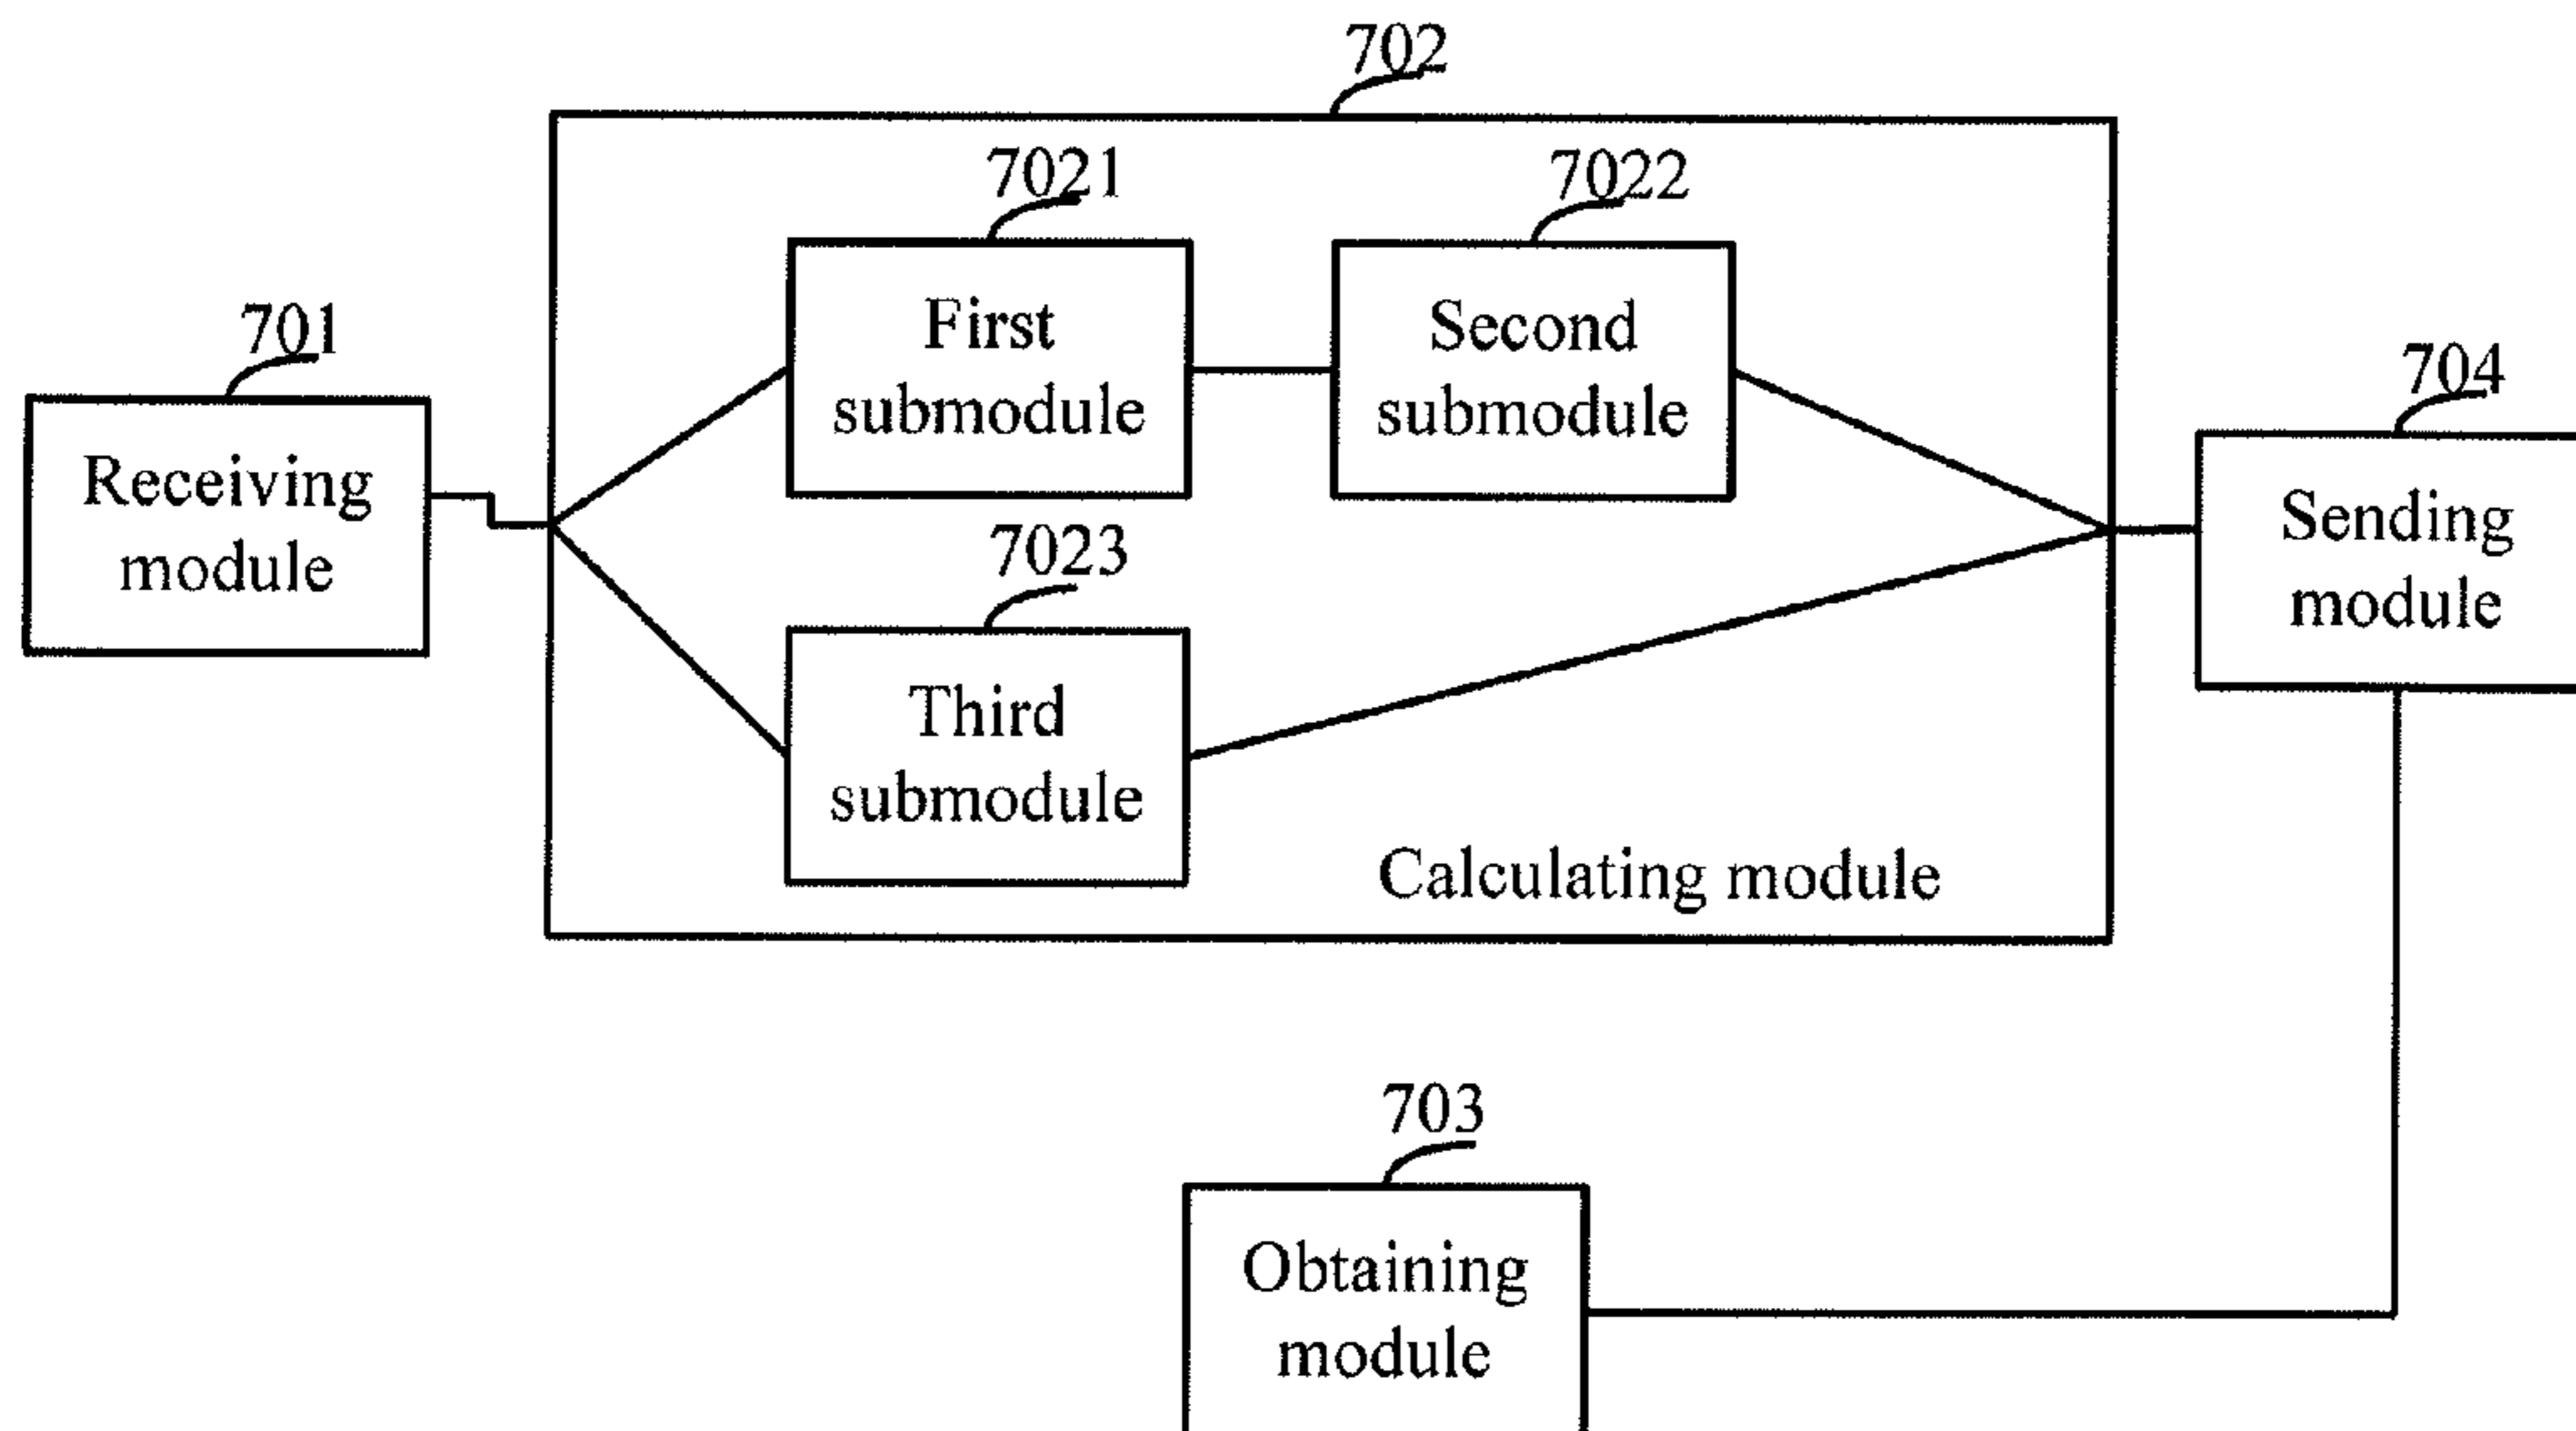 702
7021
7022
First
submodule
Second
submodule
701
Receiving
module
704
Sending
module
7023
Third
submodule
Calculating module
703
Obtaining
module